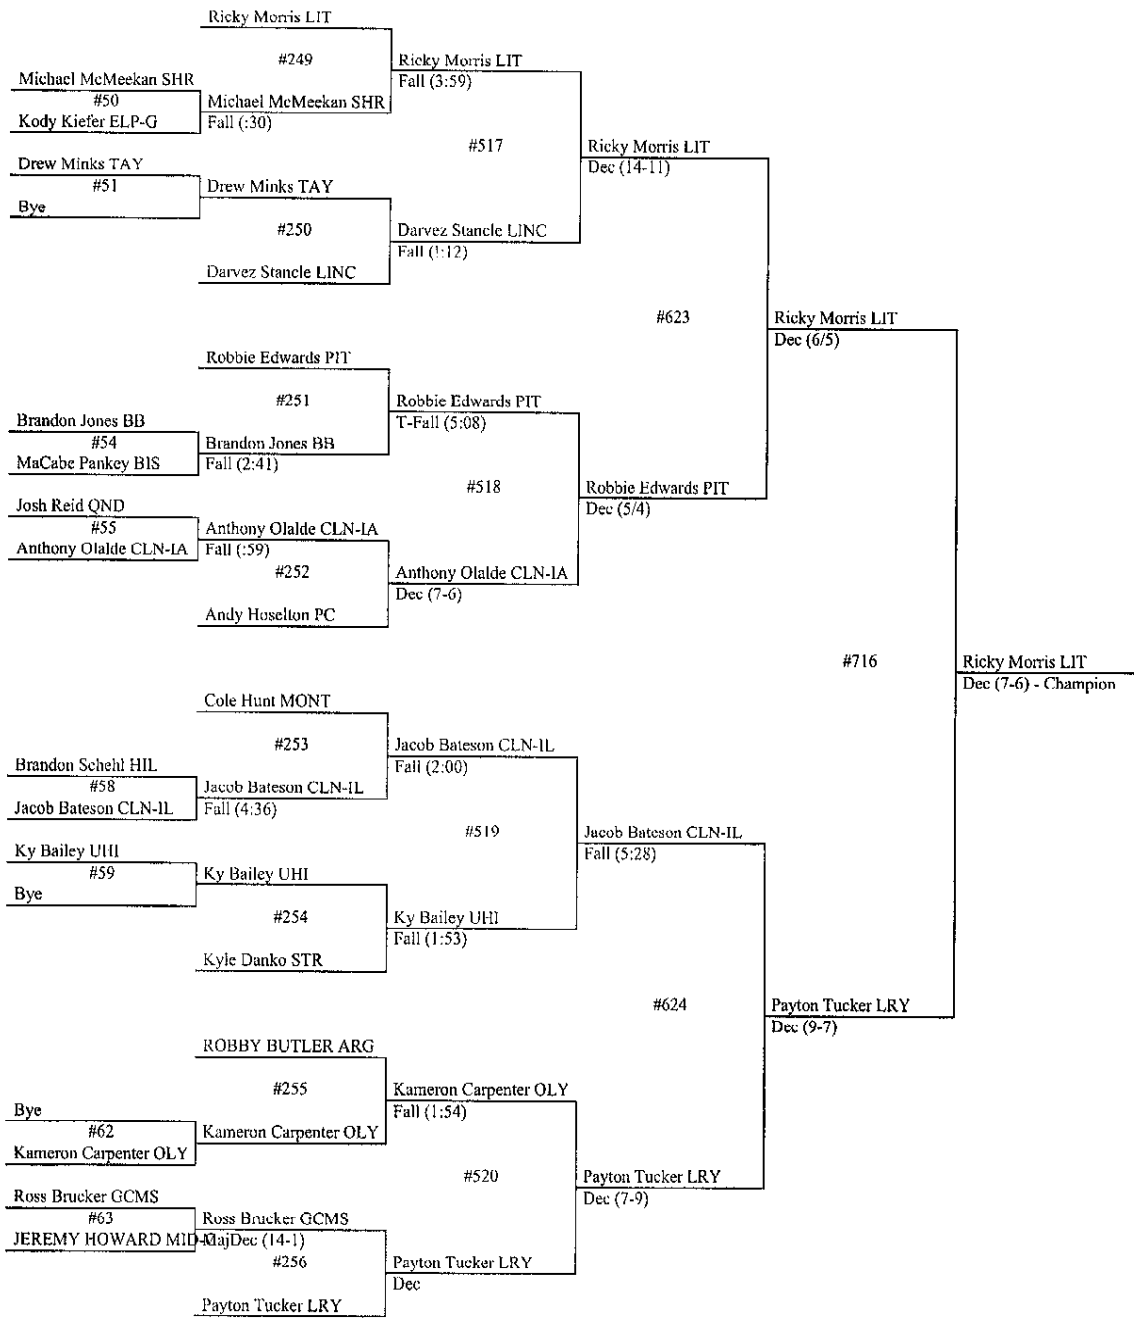 Ricky Morris LIT
#249
Ricky Morris LIT
Fall (3:59)
Michael McMeekan SHR
#50
Michael McMeekan SHR
Kody Kiefer ELP-G
Fall (:30)
#517
Ricky Morris LIT
Dec (14-11)
Drew Minks TAY
#51
Drew Minks TAY
Bye
#250
Darvez Stancle LINC
Fall (1:12)
Darvez Stancle LINC
#623
Ricky Morris LIT
Dec (6/5)
Robbie Edwards PIT
#251
Robbie Edwards PIT
T-Fall (5:08)
Brandon Jones BB
#54
Brandon Jones BB
MaCabe Pankey BIS
Fall (2:41)
#518
Robbie Edwards PIT
Dec (5/4)
Josh Reid QND
#55
Anthony Olalde CLN-IA
Anthony Olalde CLN-IA
Fall (:59)
#252
Anthony Olalde CLN-IA
Dec (7-6)
Andy Hoselton PC
#716
Ricky Morris LIT
Dec (7-6) - Champion
Cole Hunt MONT
#253
Jacob Bateson CLN-IL
Fall (2:00)
Brandon Schehl HIL
#58
Jacob Bateson CLN-IL
Jacob Bateson CLN-IL
Fall (4:36)
#519
Jacob Bateson CLN-IL
Fall (5:28)
Ky Bailey UHI
#59
Ky Bailey UHI
Bye
#254
Ky Bailey UHI
Fall (1:53)
Kyle Danko STR
#624
Payton Tucker LRY
Dec (9-7)
ROBBY BUTLER ARG
#255
Kameron Carpenter OLY
Fall (1:54)
Bye
#62
Kameron Carpenter OLY
Kameron Carpenter OLY
#520
Payton Tucker LRY
Dec (7-9)
Ross Brucker GCMS
#63
Ross Brucker GCMS
JEREMY HOWARD MID-
MajDec (14-1)
#256
Payton Tucker LRY
Dec
Payton Tucker LRY